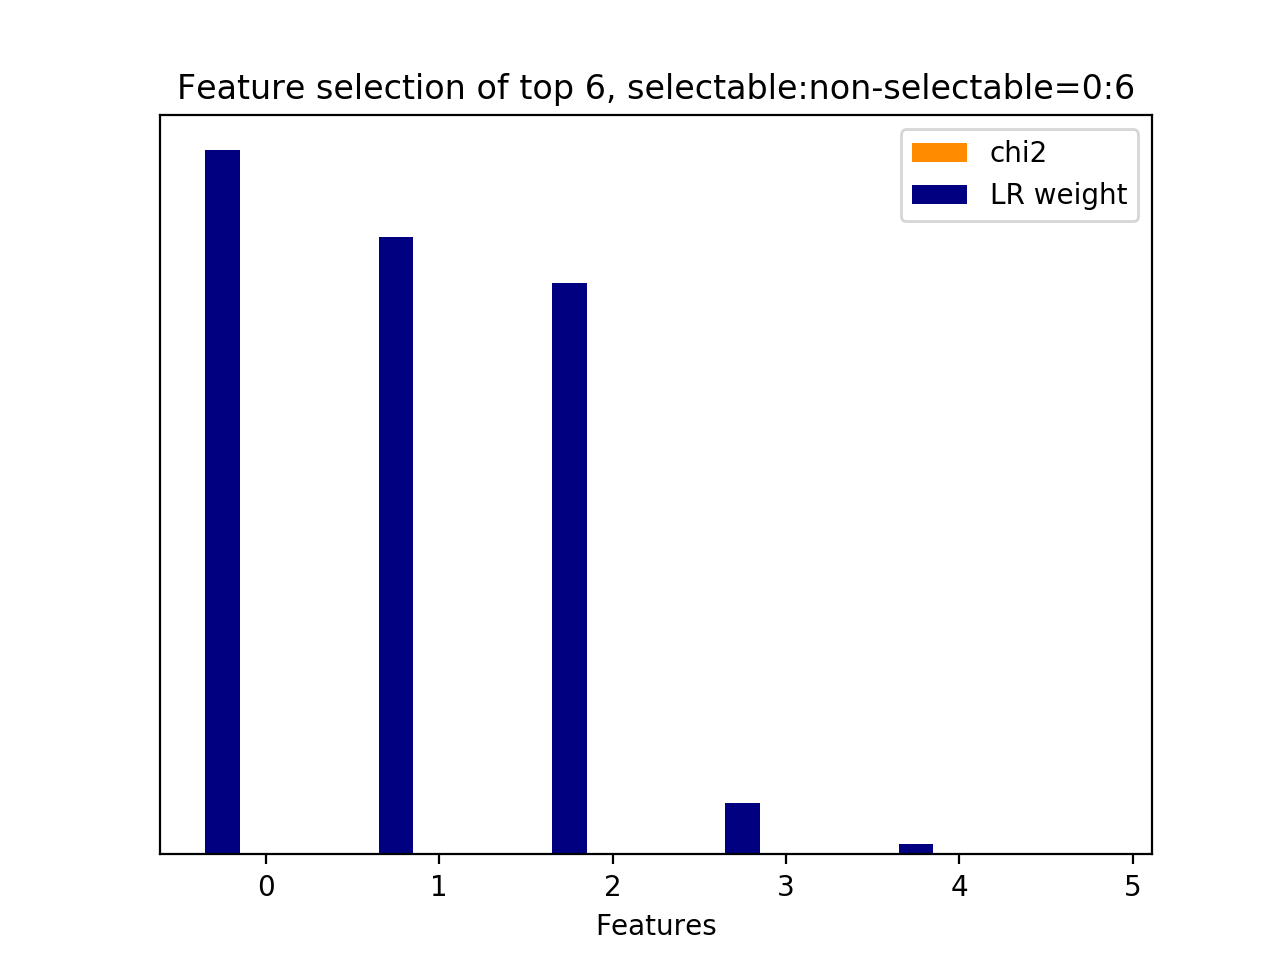 Feature selection of top 6, selectable:non-selectable=0:6
chi2
LR weight
0 1 2 3 4 5
Features